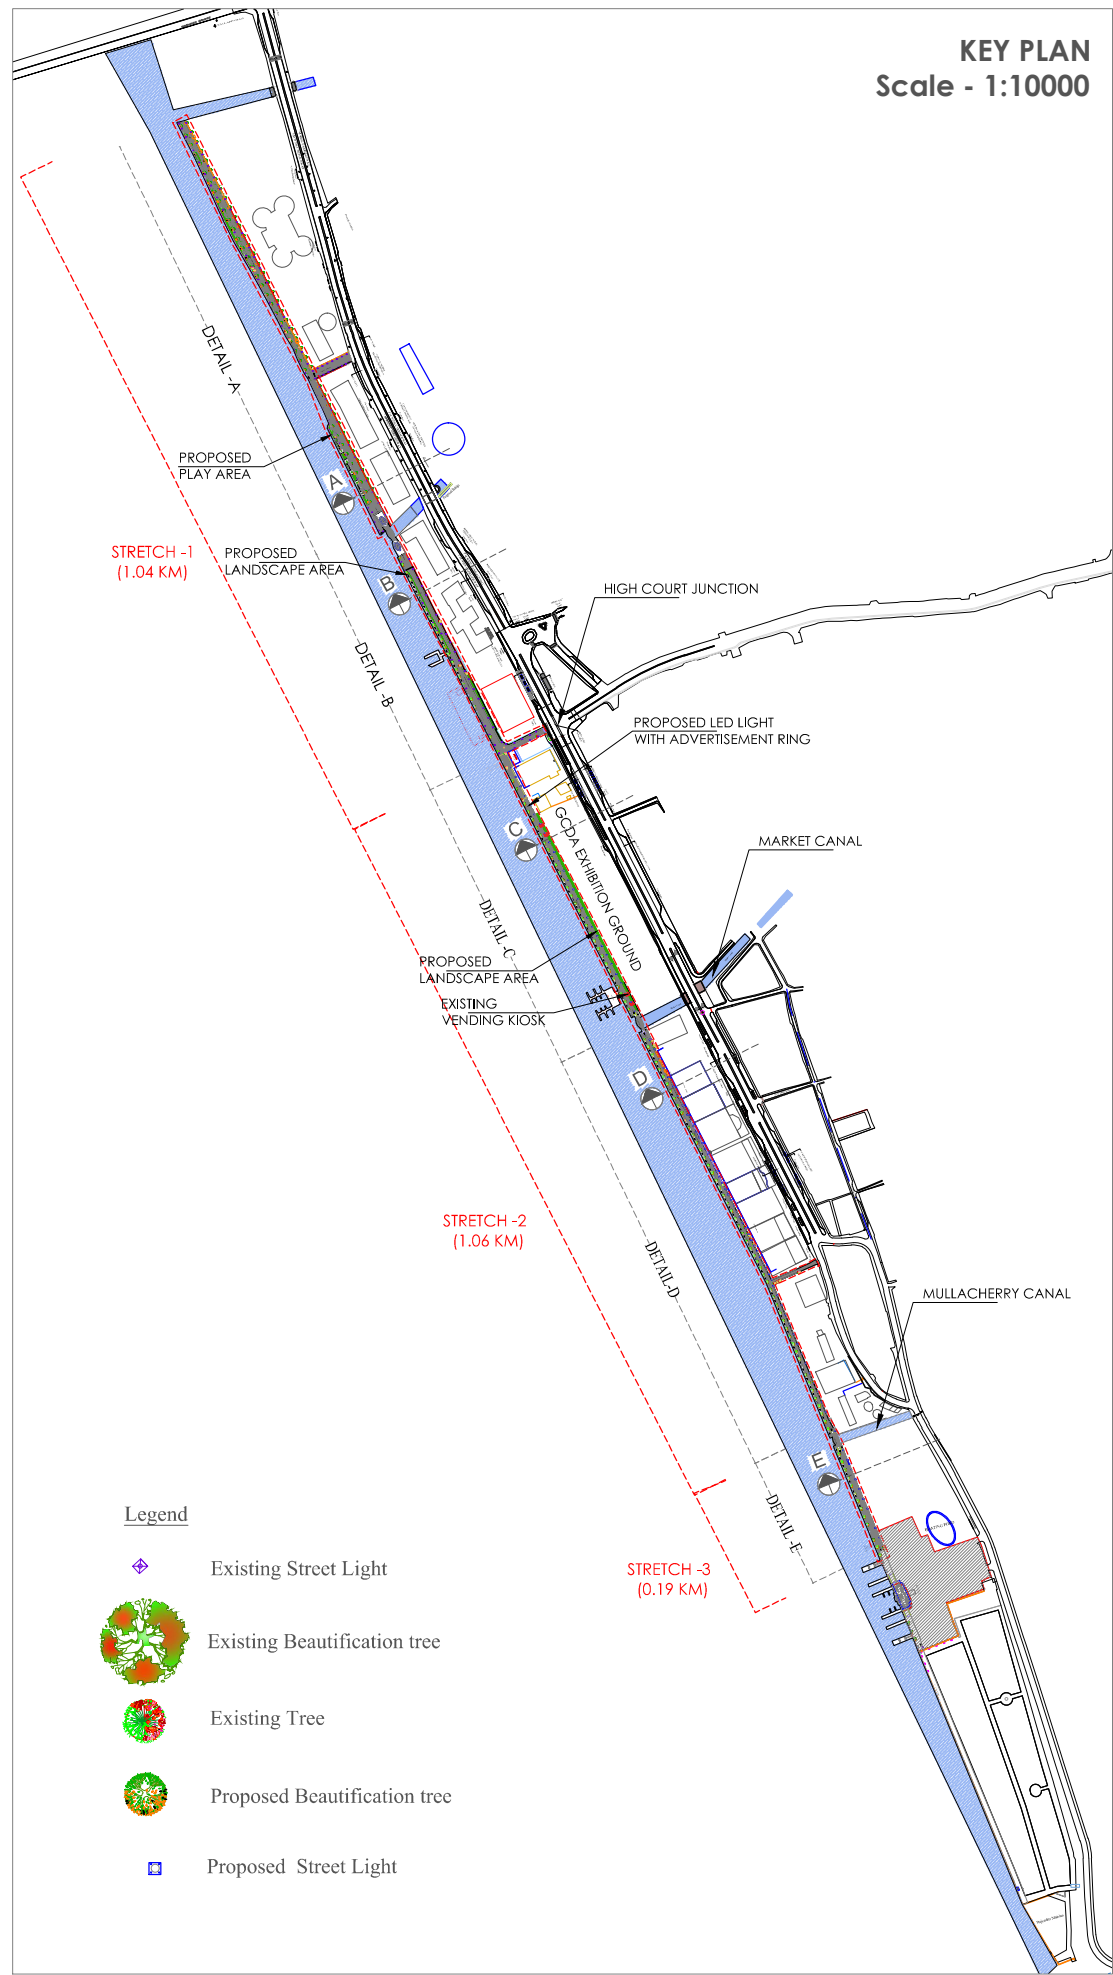 KEY PLAN
Scale - 1:10000
DETAIL -A
PROPOSED
PLAY AREA
A
STRETCH -1
(1.04 KM)
PROPOSED
LANDSCAPE AREA
B
HIGH COURT JUNCTION
DETAIL -B
PROPOSED LED LIGHT
WITH ADVERTISEMENT RING
C
GCDA EXHIBITION GROUND
MARKET CANAL
DETAIL -C
PROPOSED
LANDSCAPE AREA
EXISTING
VENDING KIOSK
D
STRETCH -2
(1.06 KM)
DETAIL-D
MULLACHERRY CANAL
E
DETAIL -E
STRETCH -3
(0.19 KM)
Legend
Existing Street Light
Existing Beautification tree
Existing Tree
Proposed Beautification tree
Proposed Street Light